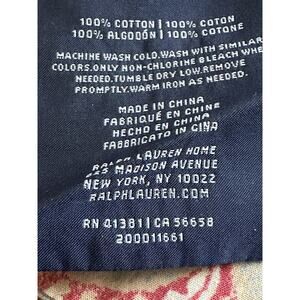 100% COTTON | 100% COTON
100% ALGODÓN | 100% COTONE
MACHINE WASH COLD.WASH WITH SIMILAR
COLORS.ONLY NON-CHLORINE BLEACH WHEN
NEEDED.TUMBLE DRY LOW.REMOVE
PROMPTLY.WARM IRON AS NEEDED.
MADE IN CHINA
FABRIQUÉ EN CHINE
HECHO EN CHINA
FABBRICATO IN CINA
RALPH LAUREN HOME
MADISON AVENUE
NEW YORK, NY 10022
RALPHLAUREN.COM
RN 41381 | CA 56658
200011661